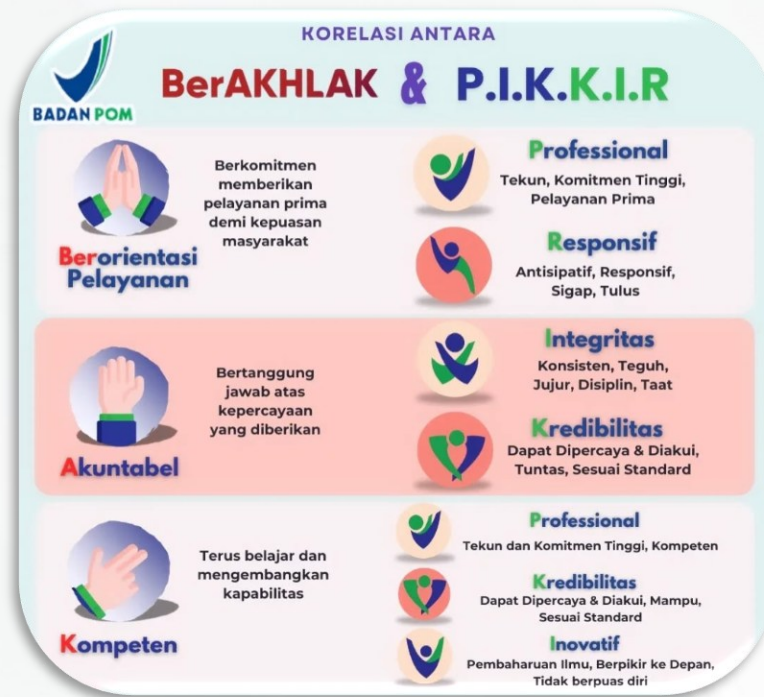 KORELASI ANTARA
BerAKHLAK & P.I.K.K.I.R
BADAN POM
Berorientasi
Pelayanan
Berkomitmen
memberikan
pelayanan prima
demi kepuasan
masyarakat
Professional
Tekun, Komitmen Tinggi,
Pelayanan Prima
Responsif
Antisipatif, Responsif,
Sigap, Tulus
Akuntabel
Bertanggung
jawab atas
kepercayaan
yang diberikan
Integritas
Konsisten, Teguh,
Jujur, Disiplin, Taat
Kredibilitas
Dapat Dipercaya & Diakui,
Tuntas, Sesuai Standard
Kompeten
Terus belajar dan
mengembangkan
kapabilitas
Professional
Tekun dan Komitmen Tinggi, Kompeten
Kredibilitas
Dapat Dipercaya & Diakui, Mampu,
Sesuai Standard
Inovatif
Pembaharuan Ilmu, Berpikir ke Depan,
Tidak berpuas diri